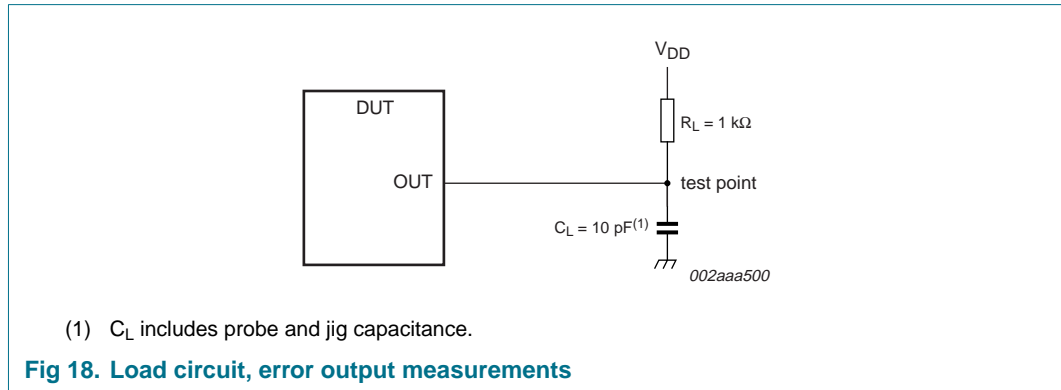 V_DD
DUT
R_L = 1 kΩ
OUT
test point
C_L = 10 pF(1)
002aaa500
(1) C_L includes probe and jig capacitance.
Fig 18. Load circuit, error output measurements